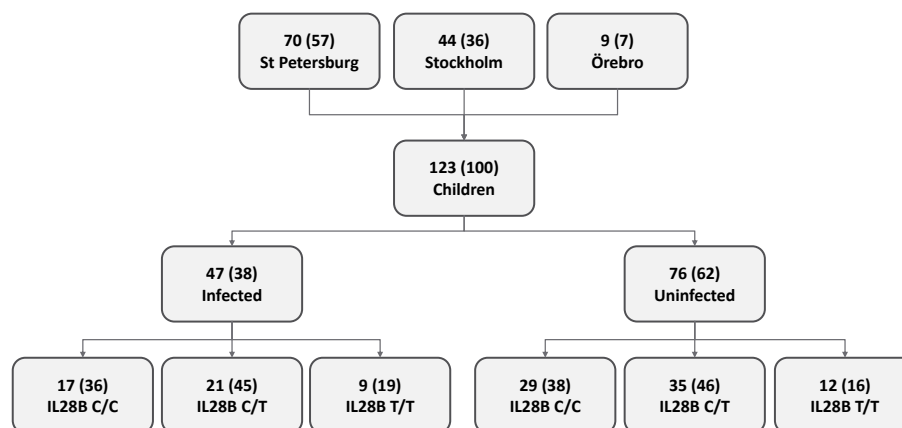 70 (57)
St Petersburg
44 (36)
Stockholm
9 (7)
Örebro
123 (100)
Children
47 (38)
Infected
76 (62)
Uninfected
17 (36)
IL28B C/C
21 (45)
IL28B C/T
9 (19)
IL28B T/T
29 (38)
IL28B C/C
35 (46)
IL28B C/T
12 (16)
IL28B T/T